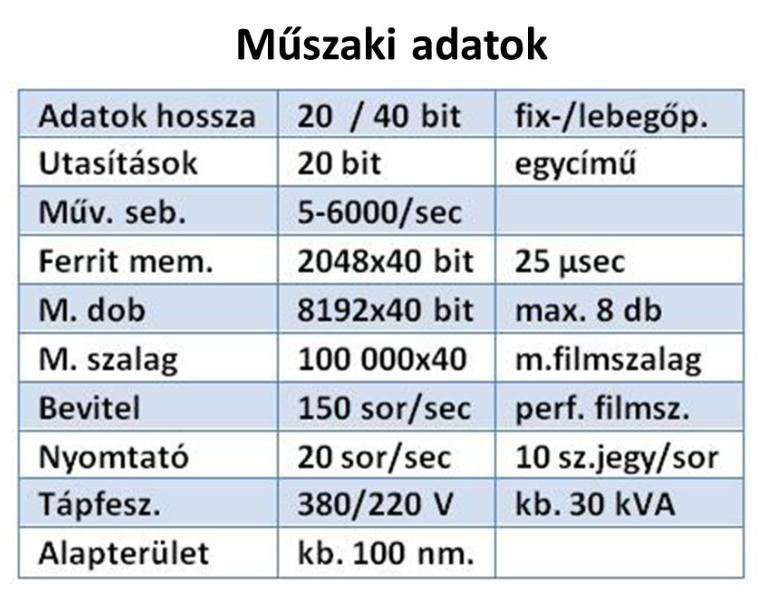 Műszaki adatok
Adatok hossza 20 / 40 bit fix-/lebegőp.
Utasítások 20 bit egycímű
Műv. seb. 5-6000/sec
Ferrit mem. 2048x40 bit 25 µsec
M. dob 8192x40 bit max. 8 db
M. szalag 100 000x40 m.filmszalag
Bevitel 150 sor/sec perf. filmsz.
Nyomtató 20 sor/sec 10 sz.jegy/sor
Tápfesz. 380/220 V kb. 30 kVA
Alapterület kb. 100 nm.